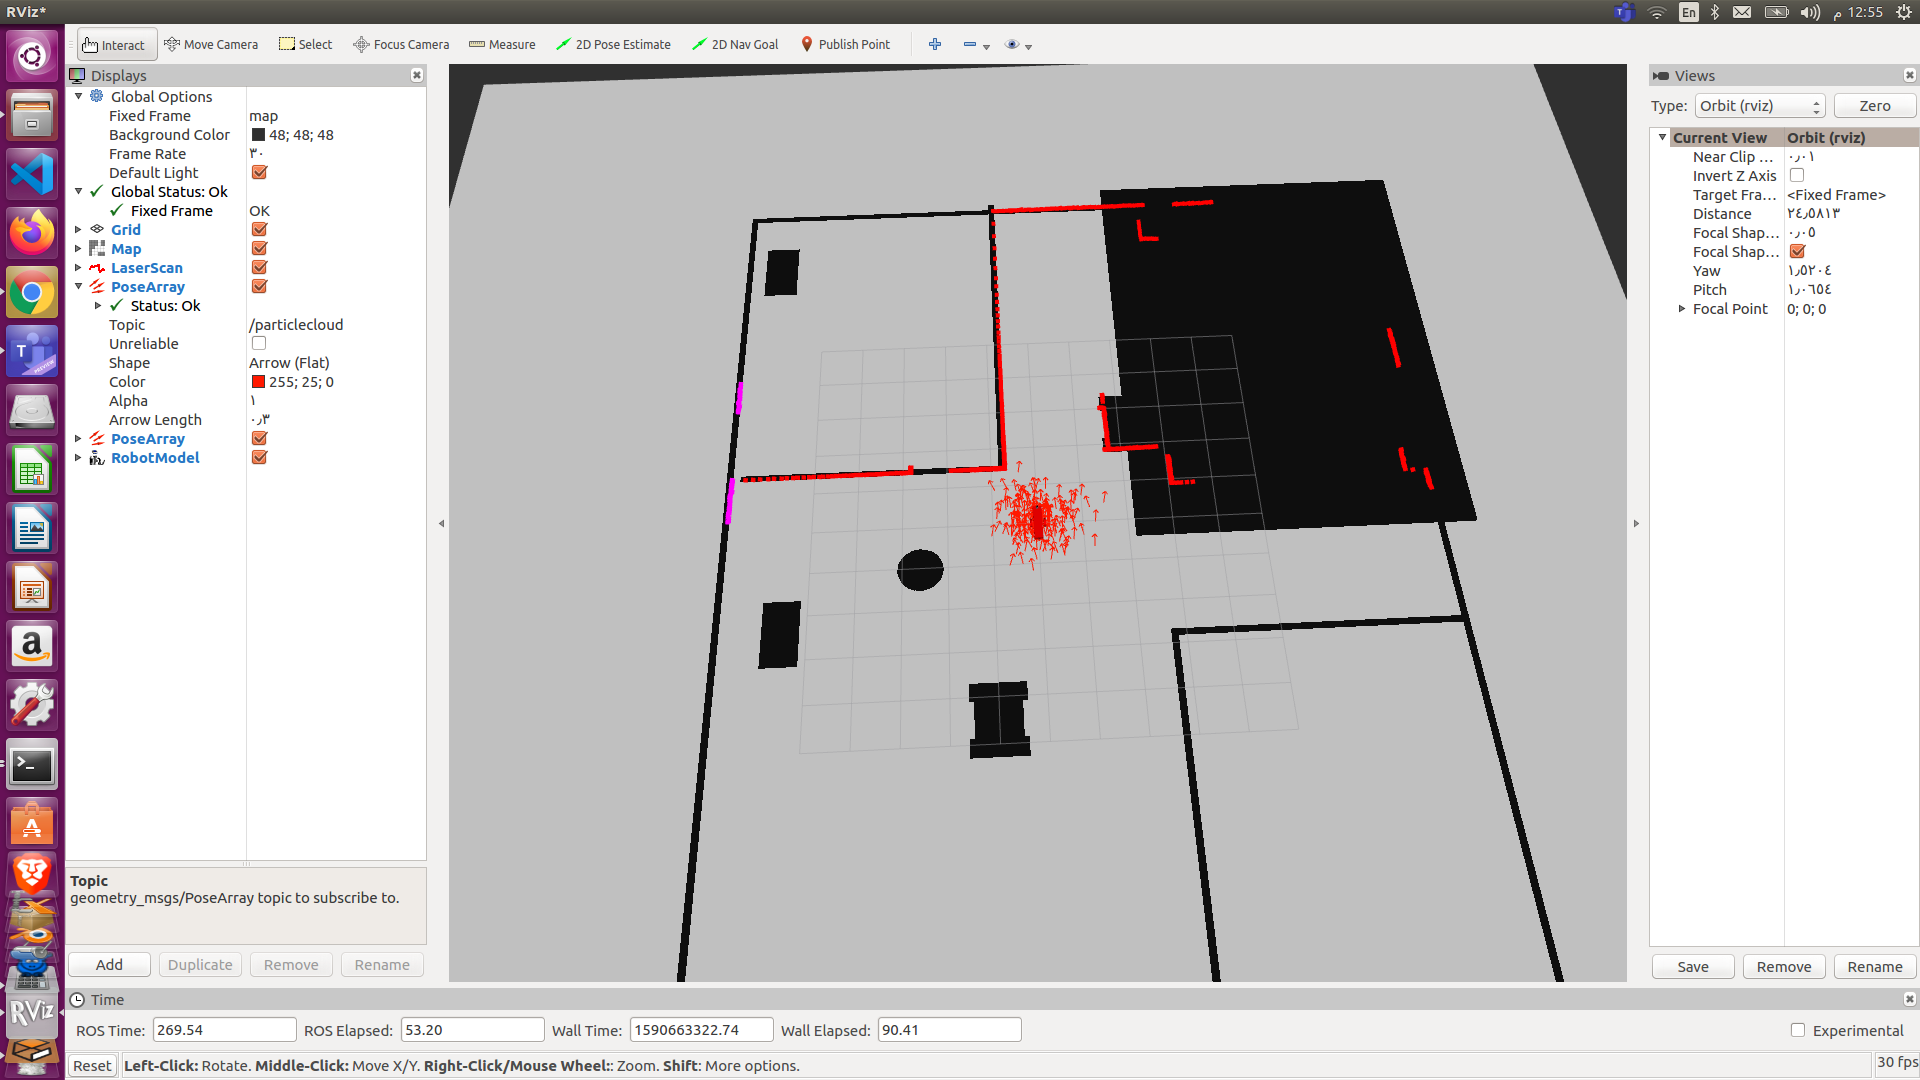 RViz*
En
م 12:55
Interact
Move Camera
Select
Focus Camera
Measure
2D Pose Estimate
2D Nav Goal
Publish Point
Displays
Global Options
Fixed Frame map
Background Color 48; 48; 48
Frame Rate ٣٠
Default Light
Global Status: Ok
Fixed Frame OK
Grid
Map
LaserScan
PoseArray
Status: Ok
Topic /particlecloud
Unreliable
Shape Arrow (Flat)
Color 255; 25; 0
Alpha ١
Arrow Length ٠٫٣
PoseArray
RobotModel
Topic
geometry_msgs/PoseArray topic to subscribe to.
Add Duplicate Remove Rename
Views
Type: Orbit (rviz) Zero
Current View Orbit (rviz)
Near Clip ... ٠٫٠١
Invert Z Axis
Target Fra... <Fixed Frame>
Distance ٢٤٫٥٨١٣
Focal Shap... ٠٫٠٥
Focal Shap...
Yaw ١٫٥٢٠٤
Pitch ١٫٠٦٥٤
Focal Point 0; 0; 0
Save Remove Rename
Time
ROS Time: 269.54 ROS Elapsed: 53.20 Wall Time: 1590663322.74 Wall Elapsed: 90.41 Experimental
Reset Left-Click: Rotate. Middle-Click: Move X/Y. Right-Click/Mouse Wheel:: Zoom. Shift: More options. 30 fps